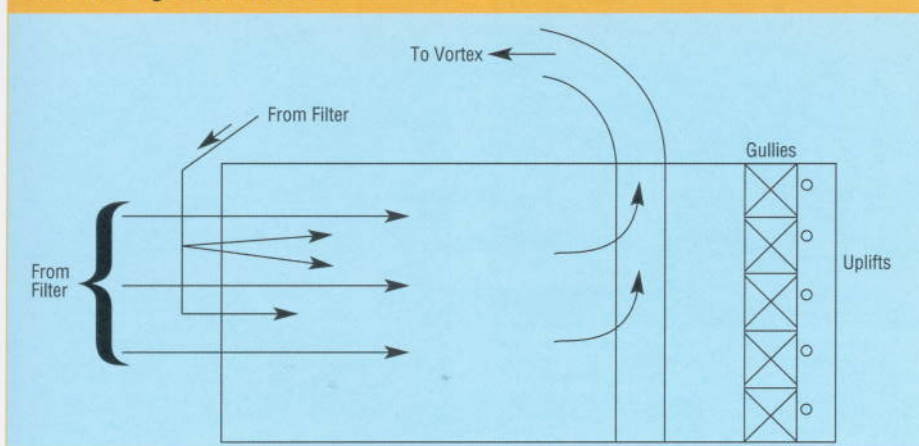 To Vortex
From Filter
Gullies
From
Filter
Uplifts